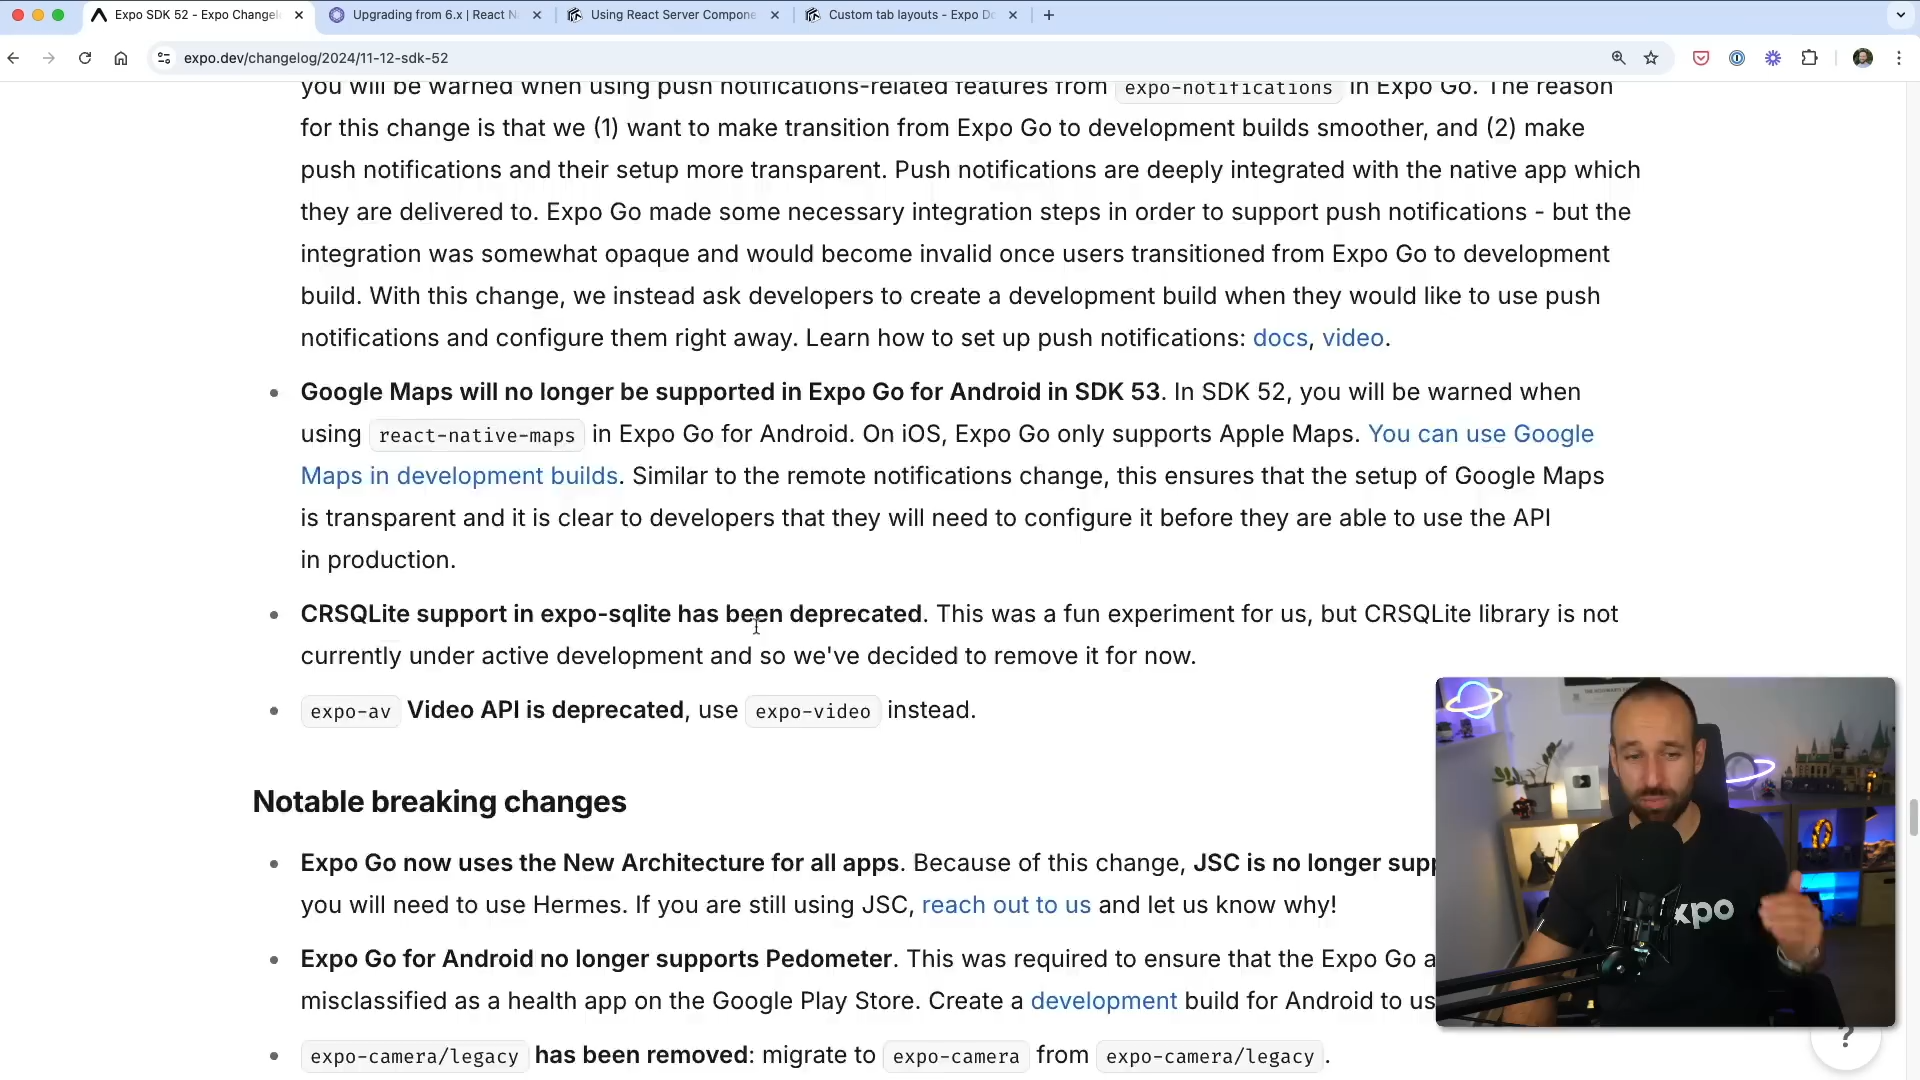 Expo SDK 52 - Expo Changel
Upgrading from 6.x | React N
Using React Server Compone
Custom tab layouts - Expo Do
expo.dev/changelog/2024/11-12-sdk-52
you will be warned when using push notifications-related features from expo-notifications in Expo Go. The reason
for this change is that we (1) want to make transition from Expo Go to development builds smoother, and (2) make
push notifications and their setup more transparent. Push notifications are deeply integrated with the native app which
they are delivered to. Expo Go made some necessary integration steps in order to support push notifications - but the
integration was somewhat opaque and would become invalid once users transitioned from Expo Go to development
build. With this change, we instead ask developers to create a development build when they would like to use push
notifications and configure them right away. Learn how to set up push notifications: docs, video.
Google Maps will no longer be supported in Expo Go for Android in SDK 53. In SDK 52, you will be warned when
using react-native-maps in Expo Go for Android. On iOS, Expo Go only supports Apple Maps. You can use Google
Maps in development builds. Similar to the remote notifications change, this ensures that the setup of Google Maps
is transparent and it is clear to developers that they will need to configure it before they are able to use the API
in production.
CRSQLite support in expo-sqlite has been deprecated. This was a fun experiment for us, but CRSQLite library is not
currently under active development and so we've decided to remove it for now.
expo-av Video API is deprecated, use expo-video instead.
Notable breaking changes
Expo Go now uses the New Architecture for all apps. Because of this change, JSC is no longer supp
you will need to use Hermes. If you are still using JSC, reach out to us and let us know why!
Expo Go for Android no longer supports Pedometer. This was required to ensure that the Expo Go a
misclassified as a health app on the Google Play Store. Create a development build for Android to us
expo-camera/legacy has been removed: migrate to expo-camera from expo-camera/legacy.
xpo
?